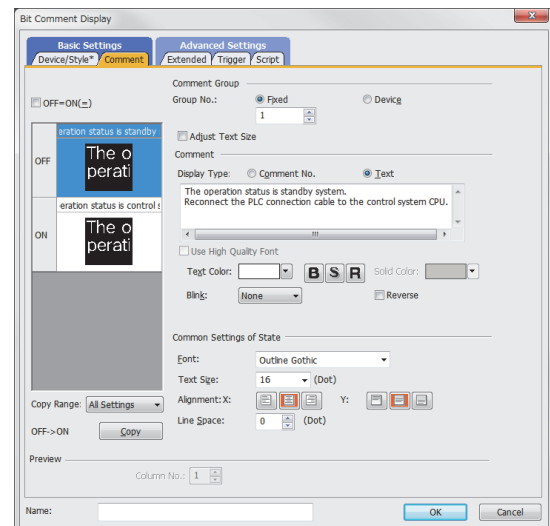 Bit Comment Display
Basic Settings
Advanced Settings
Device/Style* Comment Extended Trigger Script
OFF=ON(=)
eration status is standby
OFF
The o
perati
eration status is control s
ON
The o
perati
Copy Range: All Settings
OFF->ON Copy
Comment Group
Group No.: Fixed Device
1
Adjust Text Size
Comment
Display Type: Comment No. Text
The operation status is standby system.
Reconnect the PLC connection cable to the control system CPU.
Use High Quality Font
Text Color: B S R Solid Color:
Blink: None Reverse
Common Settings of State
Font: Outline Gothic
Text Size: 16 (Dot)
Alignment: X: Y:
Line Space: 0 (Dot)
Preview
Column No.: 1
Name:
OK Cancel